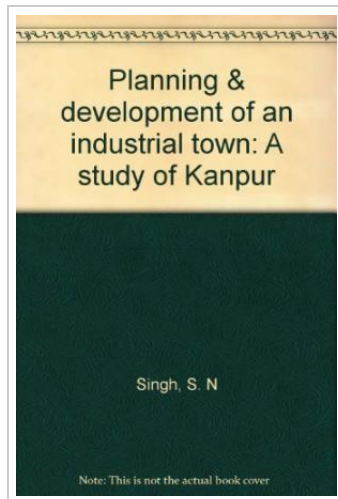 Planning &
development of an
industrial town: A
study of Kanpur
Singh, S. N
Note: This is not the actual book cover